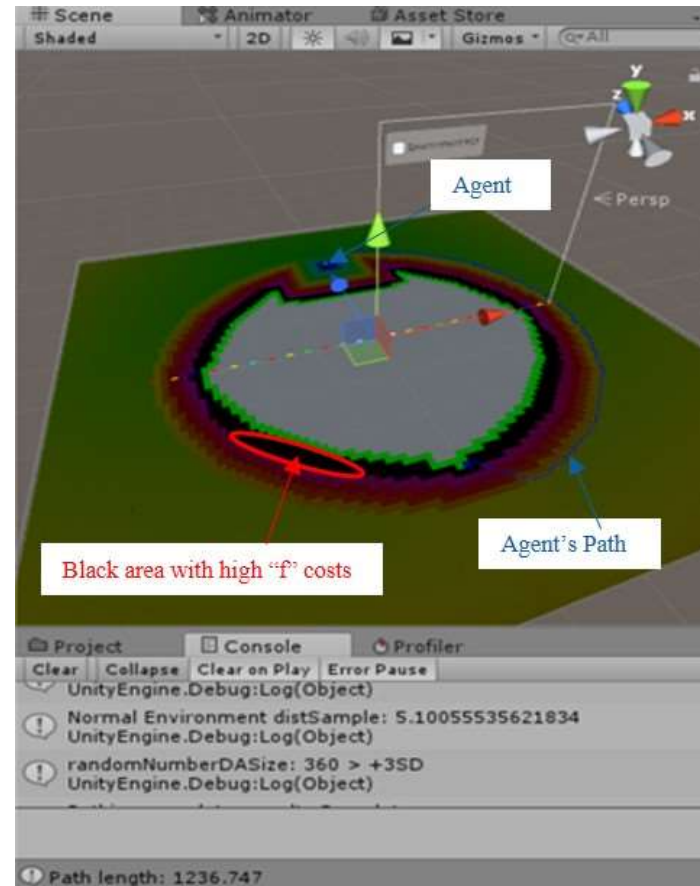 Scene Animator Asset Store
Shaded 2D Gizmos All
y
z
x
Persp
Agent
Agent's Path
Black area with high “f” costs
Project Console Profiler
Clear Collapse Clear on Play Error Pause
UnityEngine.Debug:Log(Object)
Normal Environment distSample: 5.10055535621834
UnityEngine.Debug:Log(Object)
randomNumberDASize: 360 > +3SD
UnityEngine.Debug:Log(Object)
Path length: 1236.747